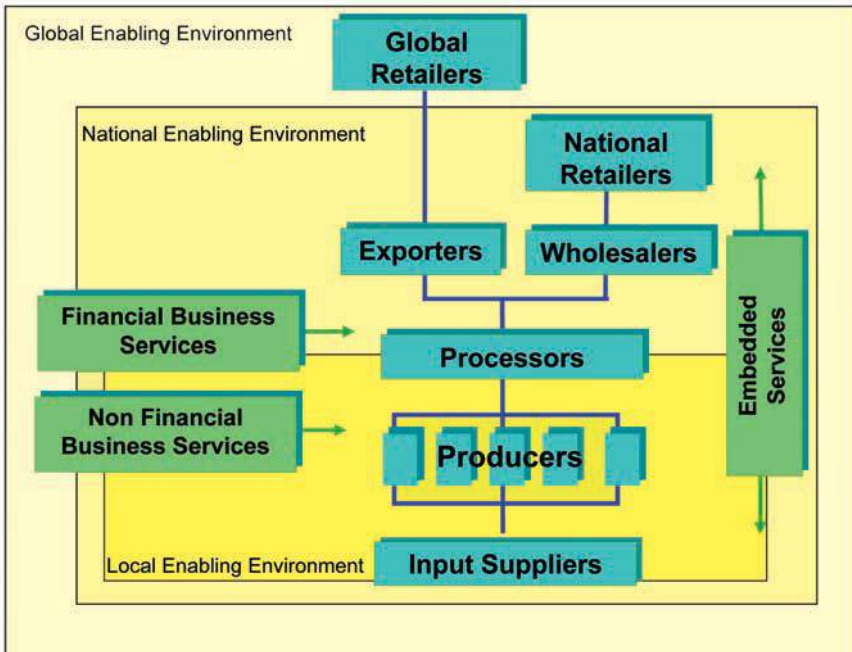 Global Enabling Environment
Global
Retailers
National Enabling Environment
National
Retailers
Exporters
Wholesalers
Financial Business
Services
Processors
Embedded
Services
Non Financial
Business Services
Producers
Local Enabling Environment
Input Suppliers